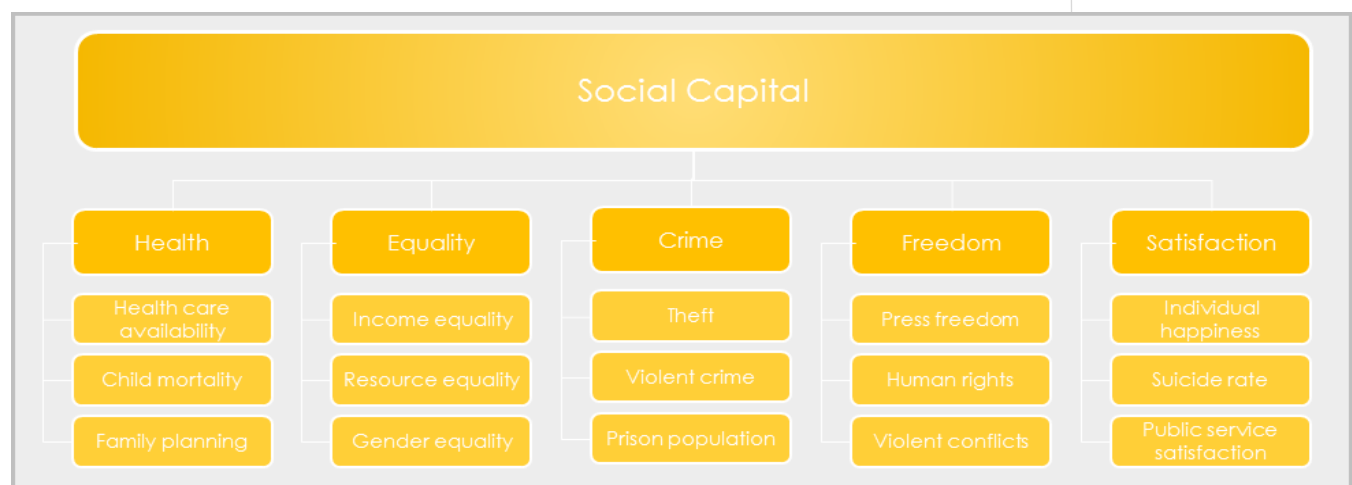 Social Capital
Health
Equality
Crime
Freedom
Satisfaction
Health care
availability
Child mortality
Family planning
Income equality
Resource equality
Gender equality
Theft
Violent crime
Prison population
Press freedom
Human rights
Violent conflicts
Individual
happiness
Suicide rate
Public service
satisfaction